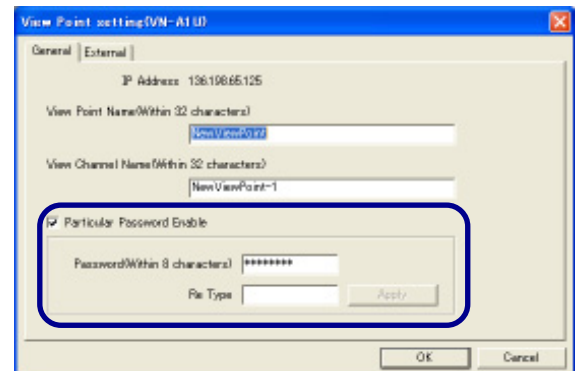 View Point setting(VN-A1U)
General External
IP Address 136.198.65.125
View Point Name(Within 32 characters)
NewViewPoint
View Channel Name(Within 32 characters)
NewViewPoint-1
Particular Password Enable
Password(Within 8 characters) ********
Re Type Apply
OK Cancel